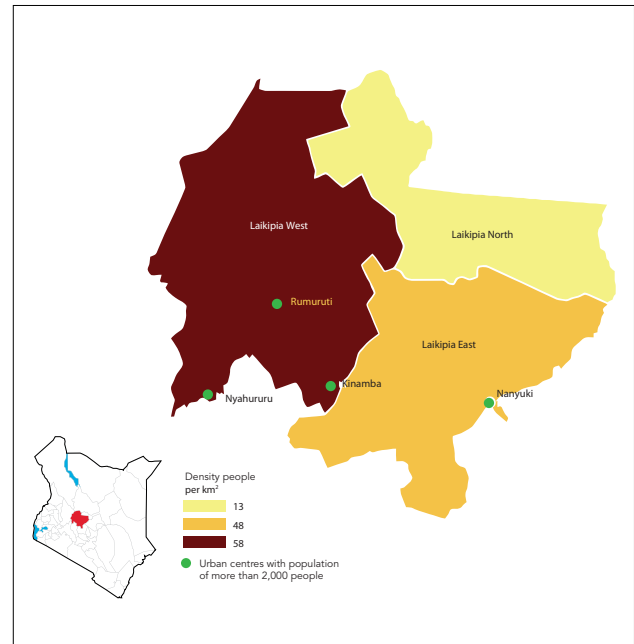 Laikipia West
Laikipia North
Rumuruti
Laikipia East
Kinamba
Nyahururu
Nanyuki
Density people
per km²
13
48
58
Urban centres with population
of more than 2,000 people